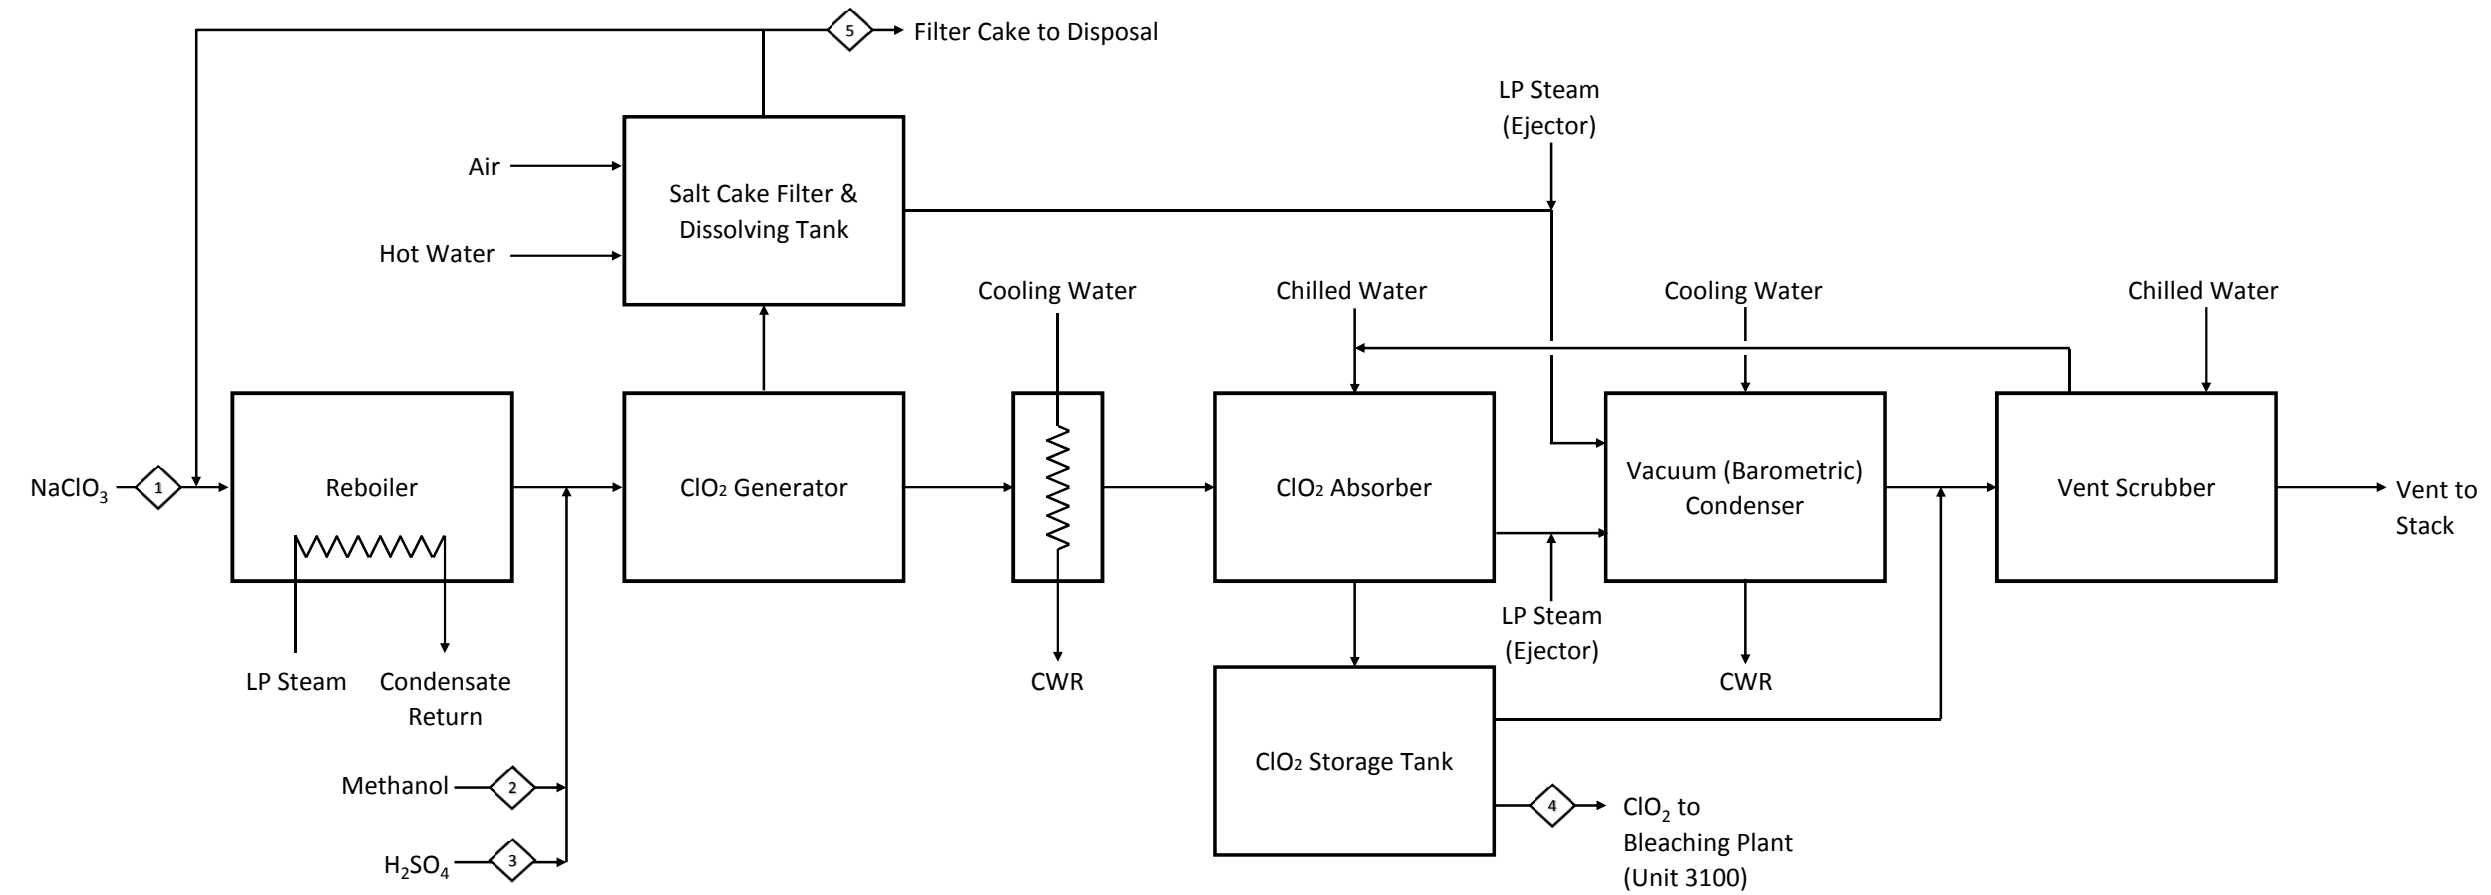 5
Filter Cake to Disposal
LP Steam
(Ejector)
Air
Salt Cake Filter &
Dissolving Tank
Hot Water
Cooling Water
Chilled Water
Cooling Water
Chilled Water
NaClO₃
1
Reboiler
ClO₂ Generator
ClO₂ Absorber
Vacuum (Barometric)
Condenser
Vent Scrubber
Vent to
Stack
LP Steam
(Ejector)
LP Steam
Condensate
Return
CWR
CWR
Methanol
2
ClO₂ Storage Tank
4
ClO₂ to
Bleaching Plant
(Unit 3100)
H₂SO₄
3